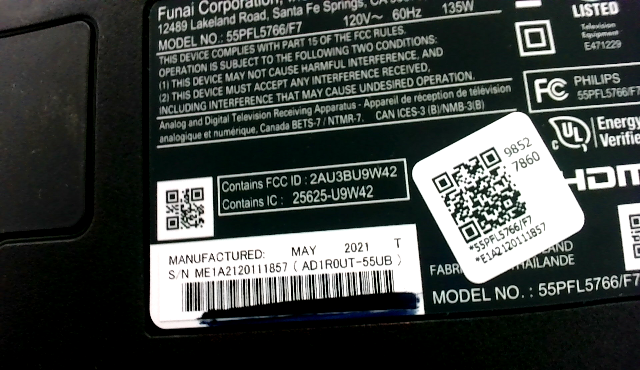 Funai Corporation,
12489 Lakeland Road, Santa Fe Springs, CA
MODEL NO.: 55PFL5766/F7 120V~ 60Hz 135W
THIS DEVICE COMPLIES WITH PART 15 OF THE FCC RULES.
OPERATION IS SUBJECT TO THE FOLLOWING TWO CONDITIONS:
(1) THIS DEVICE MAY NOT CAUSE HARMFUL INTERFERENCE, AND
(2) THIS DEVICE MUST ACCEPT ANY INTERFERENCE RECEIVED,
INCLUDING INTERFERENCE THAT MAY CAUSE UNDESIRED OPERATION.
Analog and Digital Television Receiving Apparatus - Appareil de réception de télévision
analogique et numérique, Canada BETS-7 / NTMR-7. CAN ICES-3 (B)/NMB-3(B)
LISTED
Television
Equipment
E471229
FC PHILIPS
55PFL5766/F7
UL Energy
Verified
HDMI
Contains FCC ID : 2AU3BU9W42
Contains IC : 25625-U9W42
9852
7860
*55PFL5766/F7
*E1A2120111857
MANUFACTURED: MAY 2021 T
S/N ME1A2120111857 ( AD1R0UT-55UB )
MODEL NO. : 55PFL5766/F7